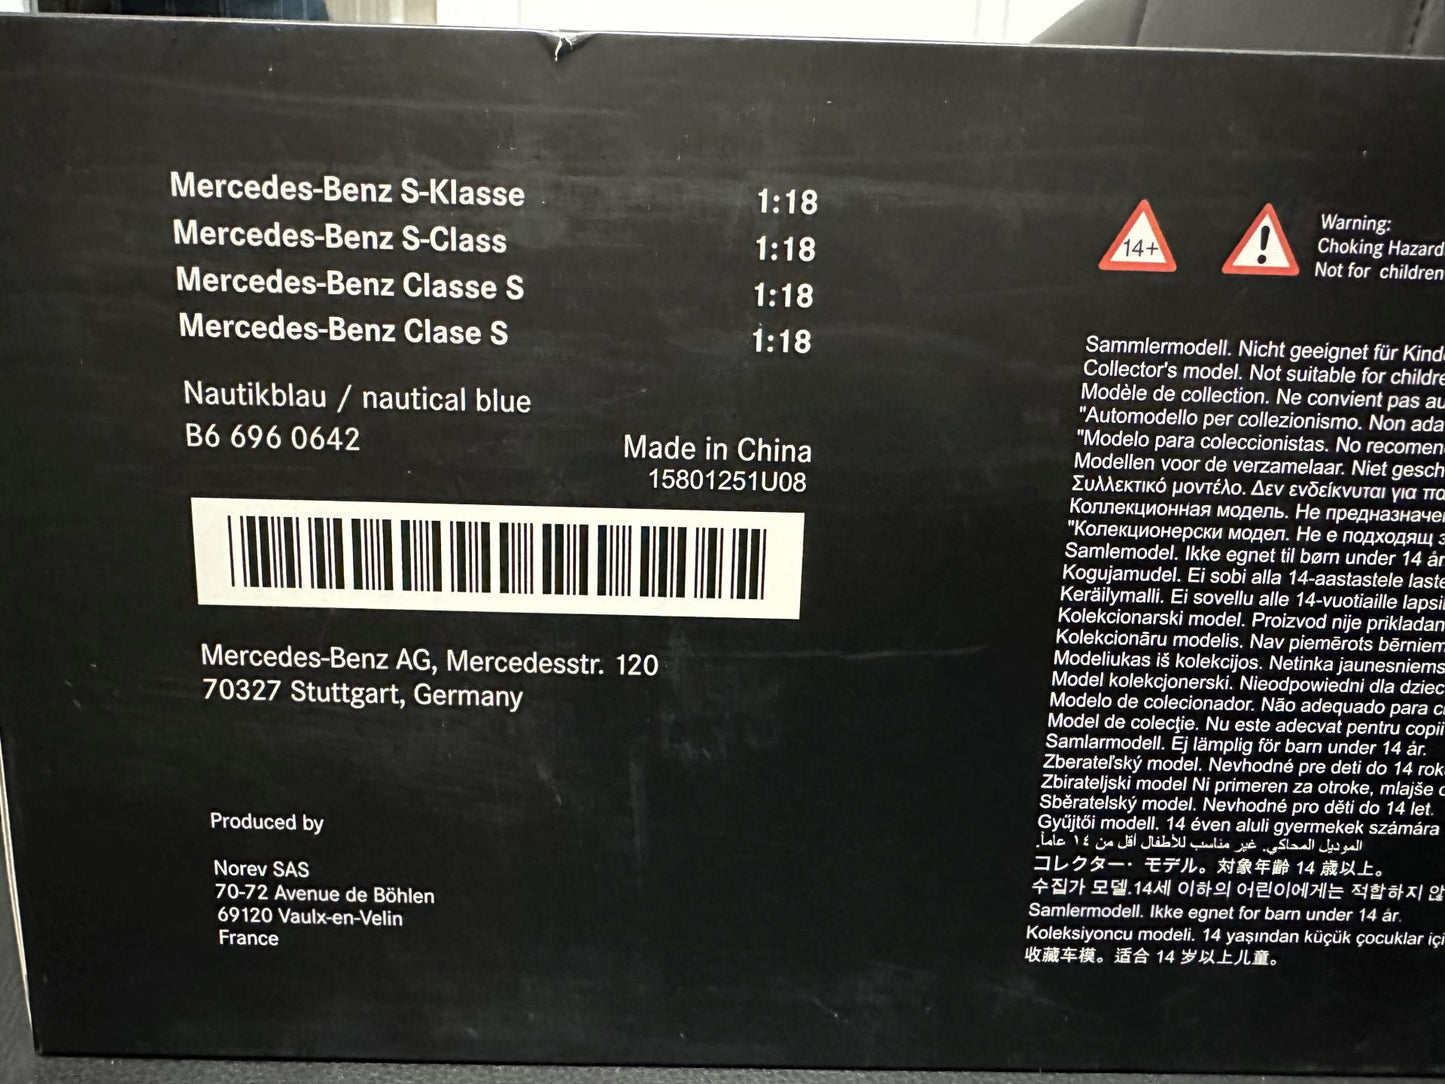 Mercedes-Benz S-Klasse 1:18
Mercedes-Benz S-Class 1:18
Mercedes-Benz Classe S 1:18
Mercedes-Benz Clase S 1:18
Nautikblau / nautical blue
B6 696 0642
Made in China
15801251U08
Mercedes-Benz AG, Mercedesstr. 120
70327 Stuttgart, Germany
Produced by
Norev SAS
70-72 Avenue de Böhlen
69120 Vaulx-en-Velin
France
14+
Warning:
Choking Hazard
Not for children
Sammlermodell. Nicht geeignet für
Collector's model. Not suitable for
Modèle de collection. Ne convient pas
"Automodello per collezionismo. Non
"Modelo para coleccionistas. No
Modellen voor de verzamelaar. Niet
Συλλεκτικό μοντέλο. Δεν ενδείκνυται για
Коллекционная модель. Не
"Колекционерски модел. Не е подходящ
Samlemodel. Ikke egnet til børn under 14 år.
Kogujamudel. Ei sobi alla 14-aastastele
Keräilymalli. Ei sovellu alle 14-vuotiaille
Kolekcionarski model. Proizvod nije
Kolekcionāru modelis. Nav piemērots
Modeliukas iš kolekcijos. Netinka
Model kolekcjonerski. Nieodpowiedni dla
Modelo de colecionador. Não adequado para
Model de colecție. Nu este adecvat pentru
Samlarmodell. Ej lämplig för barn under 14 år.
Zberateľský model. Nevhodné pre deti do 14
Zbirateljski model Ni primeren za otroke, mlajše
Sběratelský model. Nevhodné pro děti do 14 let.
Gyűjtői modell. 14 éven aluli gyermekek számára
الموديل المحاكي. غير مناسب للأطفال أقل من ١٤ عاماً.
コレクター・ モデル。対象年齢 14 歳以上。
수집가 모델.14세 이하의 어린이에게는 적합하지
Samlermodell. Ikke egnet for barn under 14 år.
Koleksiyoncu modeli. 14 yaşından küçük çocuklar
收藏车模。适合 14 岁以上儿童。